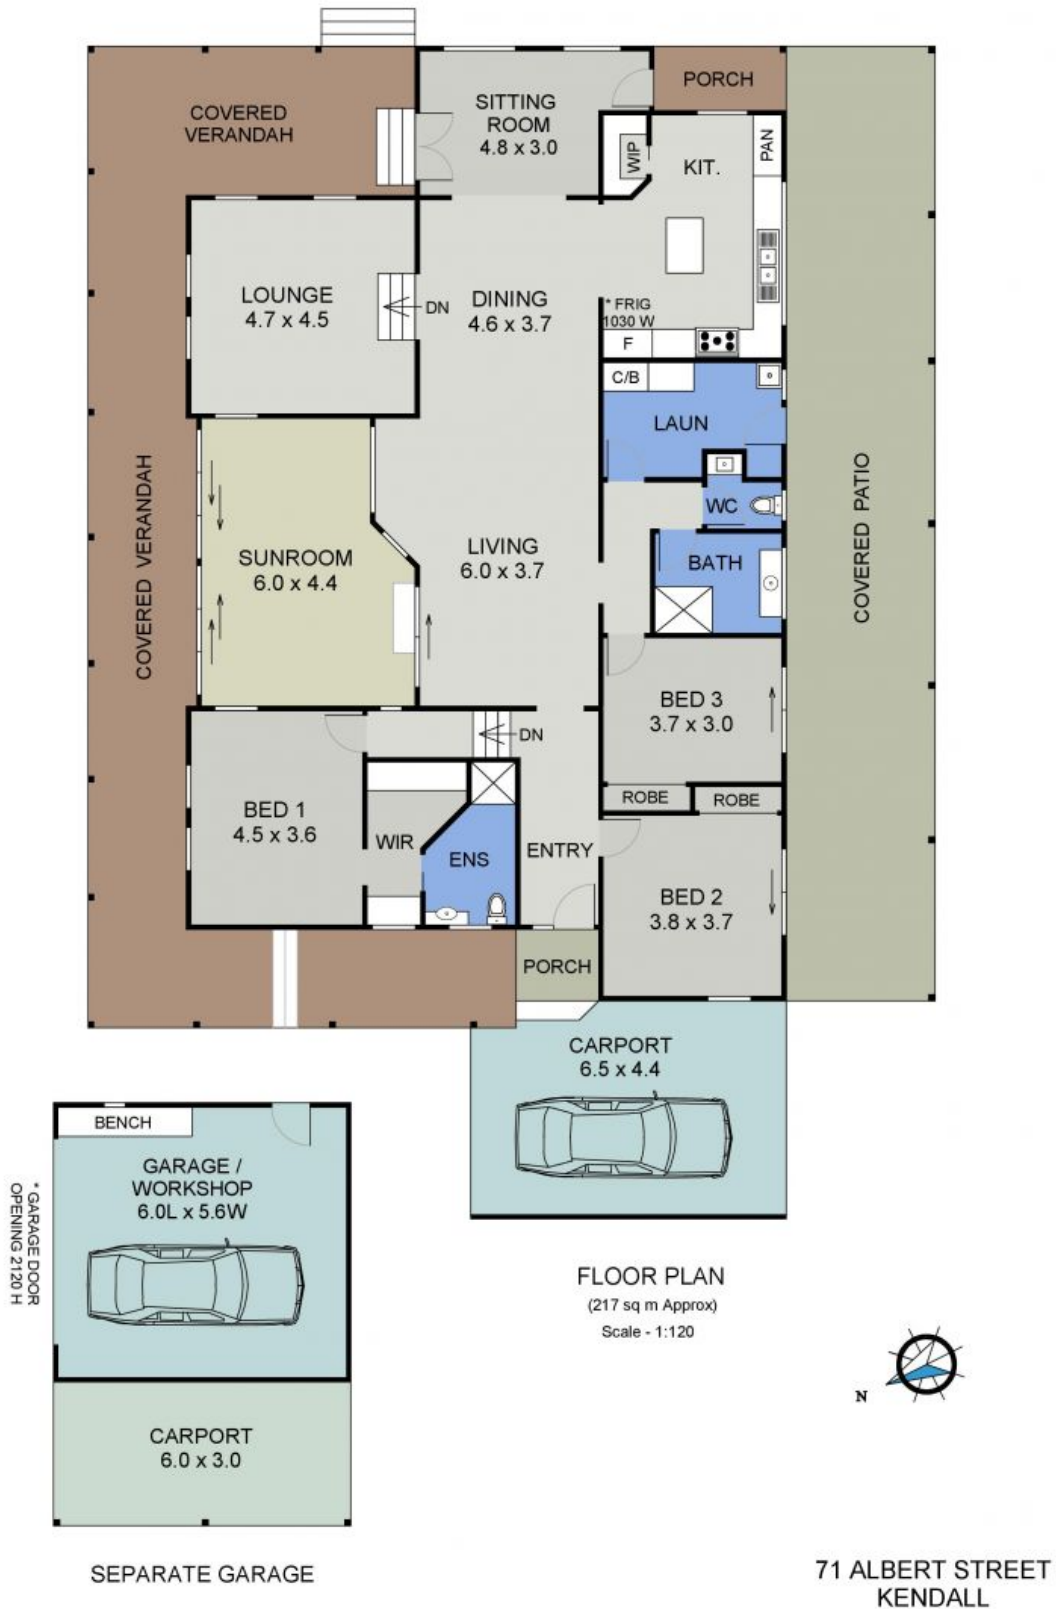 COVERED
VERANDAH
SITTING
ROOM
4.8 x 3.0
PORCH
WIP
KIT.
PAN
LOUNGE
4.7 x 4.5
DN
DINING
4.6 x 3.7
* FRIG
1030 W
F
C/B
LAUN
COVERED VERANDAH
SUNROOM
6.0 x 4.4
LIVING
6.0 x 3.7
WC
BATH
COVERED PATIO
BED 3
3.7 x 3.0
DN
ROBE
ROBE
BED 1
4.5 x 3.6
WIR
ENS
ENTRY
BED 2
3.8 x 3.7
PORCH
CARPORT
6.5 x 4.4
BENCH
GARAGE /
WORKSHOP
6.0L x 5.6W
* GARAGE DOOR
OPENING 2120 H
FLOOR PLAN
(217 sq m Approx)
Scale - 1:120
N
CARPORT
6.0 x 3.0
SEPARATE GARAGE
71 ALBERT STREET
KENDALL